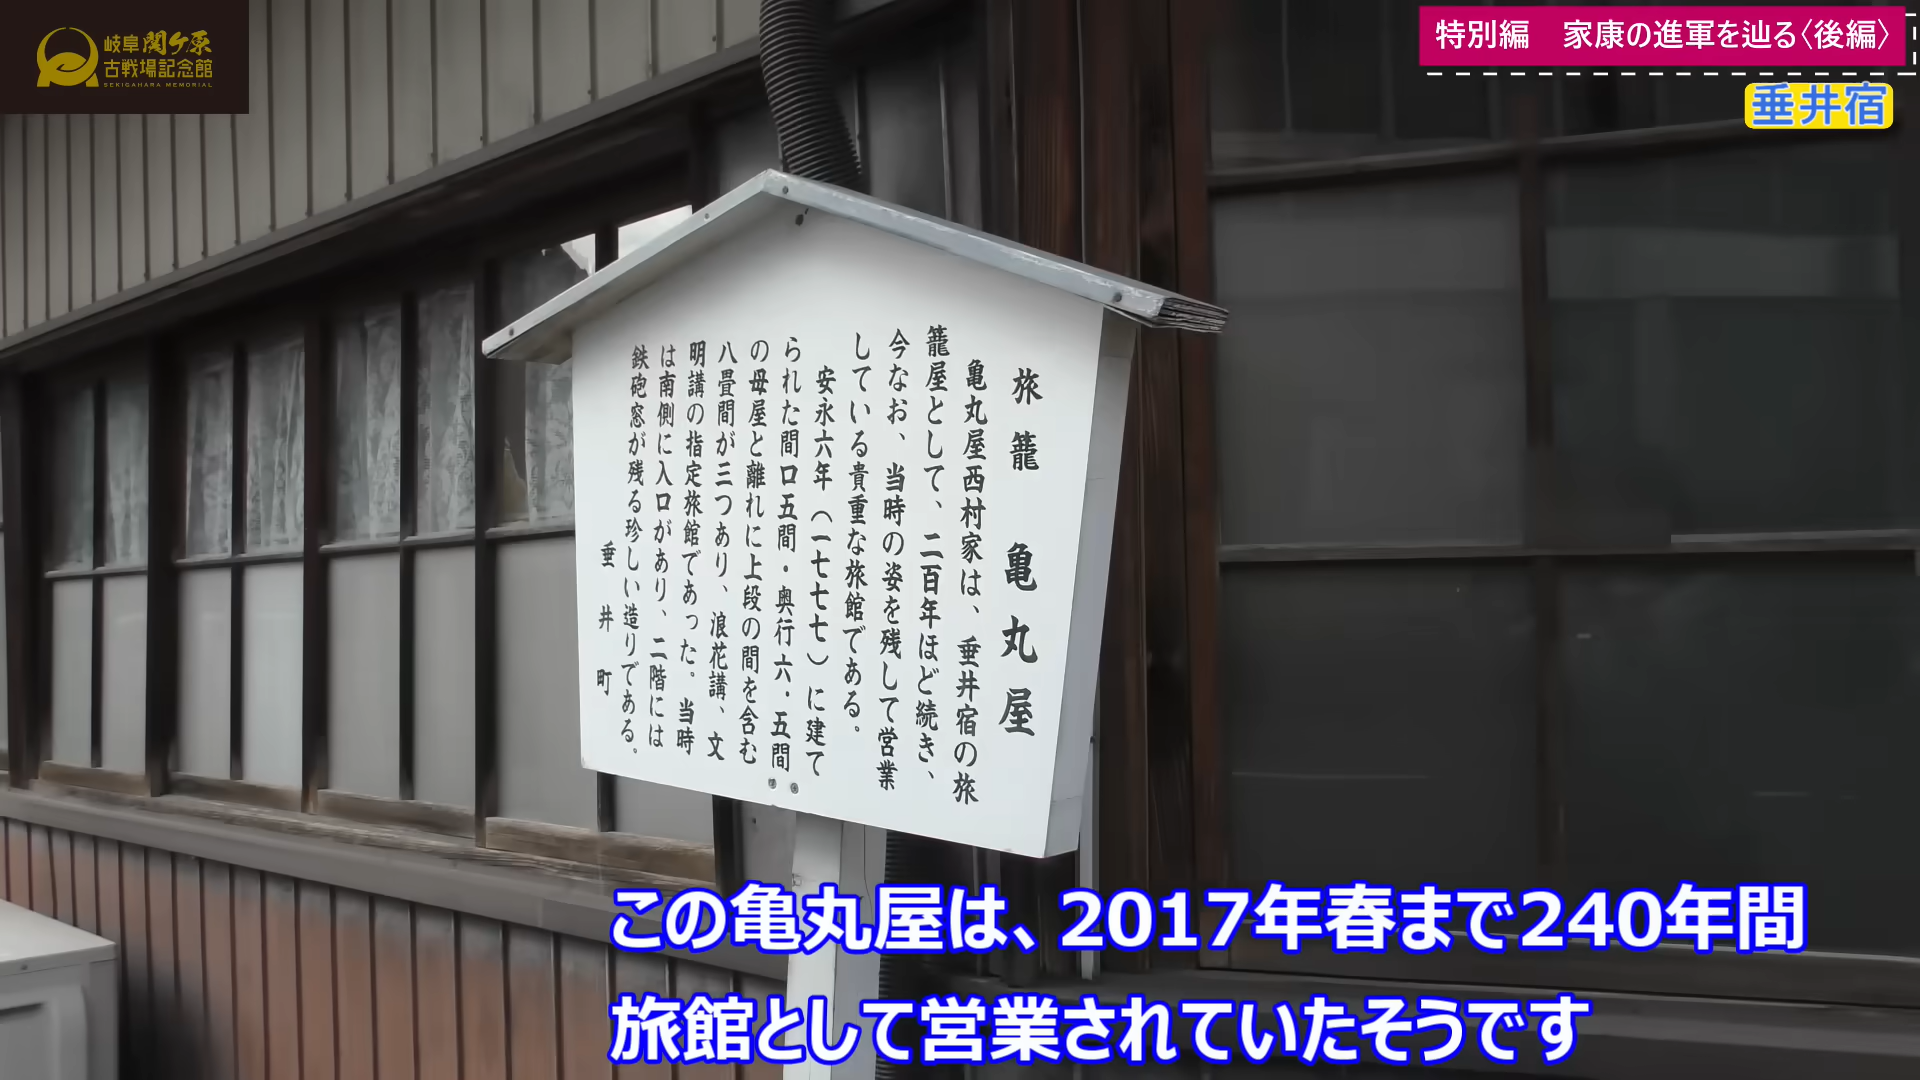 岐阜関ケ原
古戦場記念館
SEKIGAHARA MEMORIAL
特別編 家康の進軍を辿る〈後編〉
垂井宿
旅籠 亀丸屋
亀丸屋西村家は、垂井宿の旅
籠屋として、二百年ほど続き、
今なお、当時の姿を残して営業
している貴重な旅館である。
安永六年(一七七七)に建て
られた間口五間・奥行六・五間
の母屋と離れに上段の間を含む
八畳間が三つあり、浪花講、文
明講の指定旅館であった。当時
は南側に入口があり、二階には
鉄砲窓が残る珍しい造りである。
垂井町
この亀丸屋は、2017年春まで240年間
旅館として営業されていたそうです